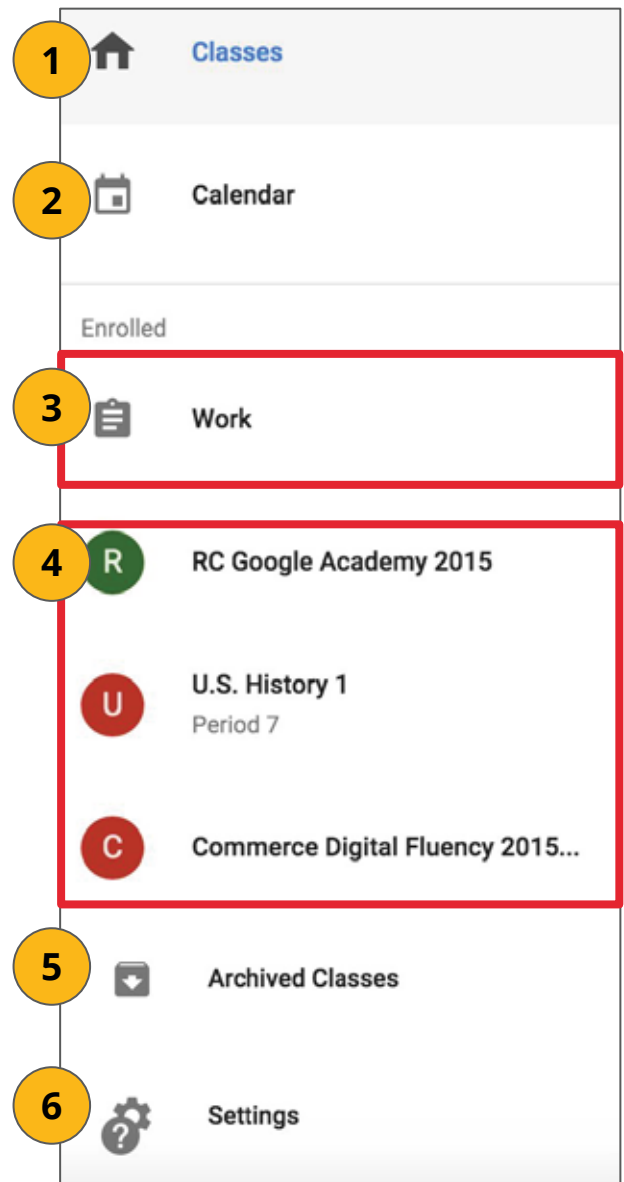 1 Classes
2 Calendar
Enrolled
3 Work
4 R RC Google Academy 2015
U U.S. History 1
Period 7
C Commerce Digital Fluency 2015...
5 Archived Classes
6 ? Settings